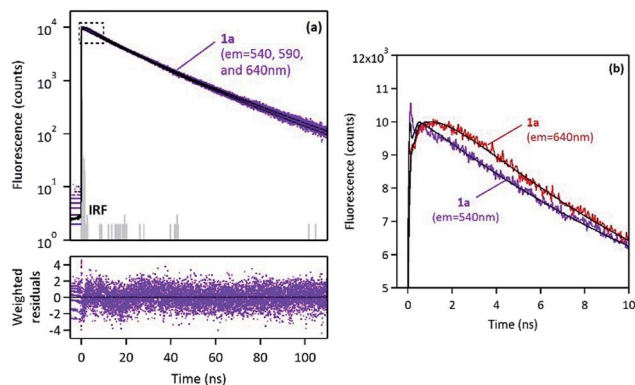 10⁴
10³
10²
10¹
10⁰
Fluorescence (counts)
(a)
1a
(em=540, 590,
and 640nm)
IRF
4
2
0
-2
-4
Weighted
residuals
0 20 40 60 80 100
Time (ns)
12x10³
11
10
9
8
7
6
5
Fluorescence (counts)
(b)
1a
(em=640nm)
1a
(em=540nm)
0 2 4 6 8 10
Time (ns)